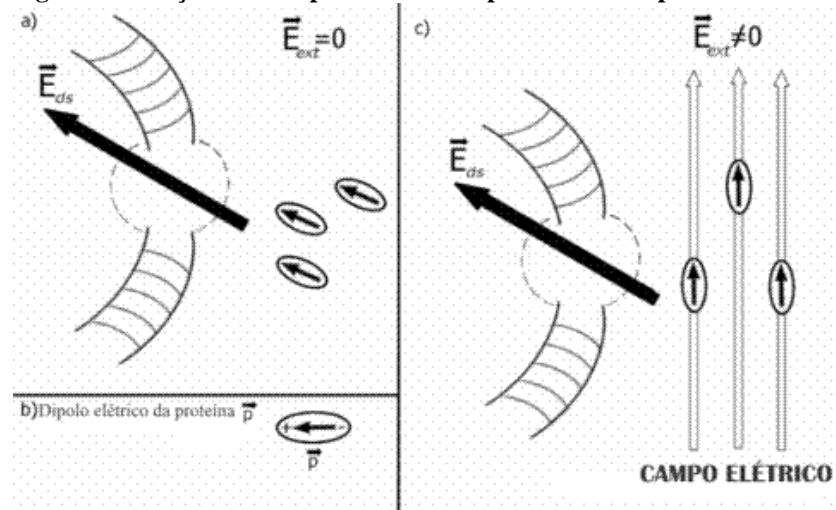 a)
E⃗ext=0
E⃗ds
b)Dipolo elétrico da proteína p⃗
+ -
p⃗
c)
E⃗ext≠0
E⃗ds
CAMPO ELÉTRICO